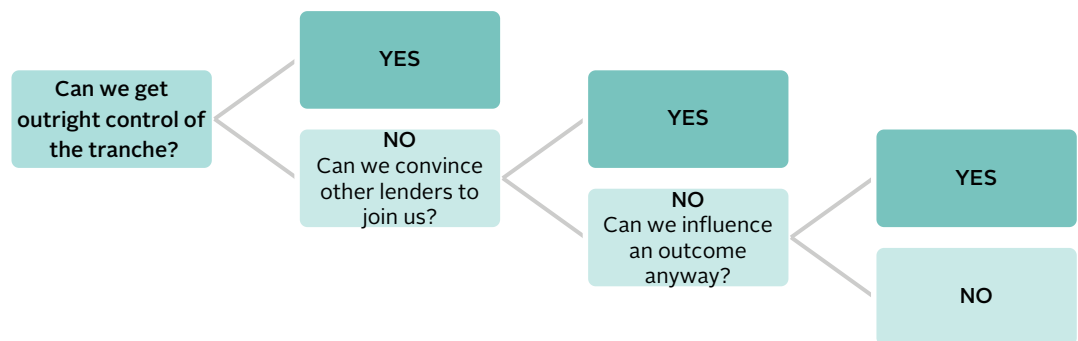 Can we get
outright control of
the tranche?
YES
NO
Can we convince
other lenders to
join us?
YES
NO
Can we influence
an outcome
anyway?
YES
NO